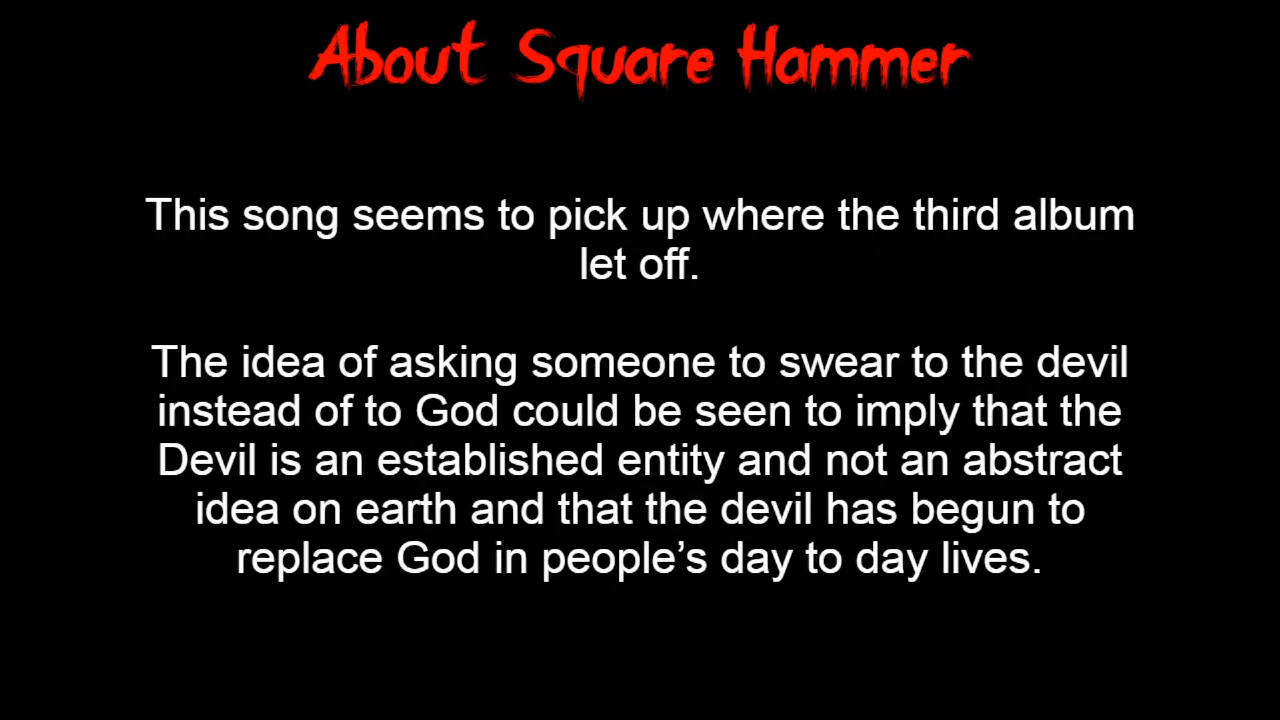 About Square Hammer
This song seems to pick up where the third album
let off.
The idea of asking someone to swear to the devil
instead of to God could be seen to imply that the
Devil is an established entity and not an abstract
idea on earth and that the devil has begun to
replace God in people’s day to day lives.